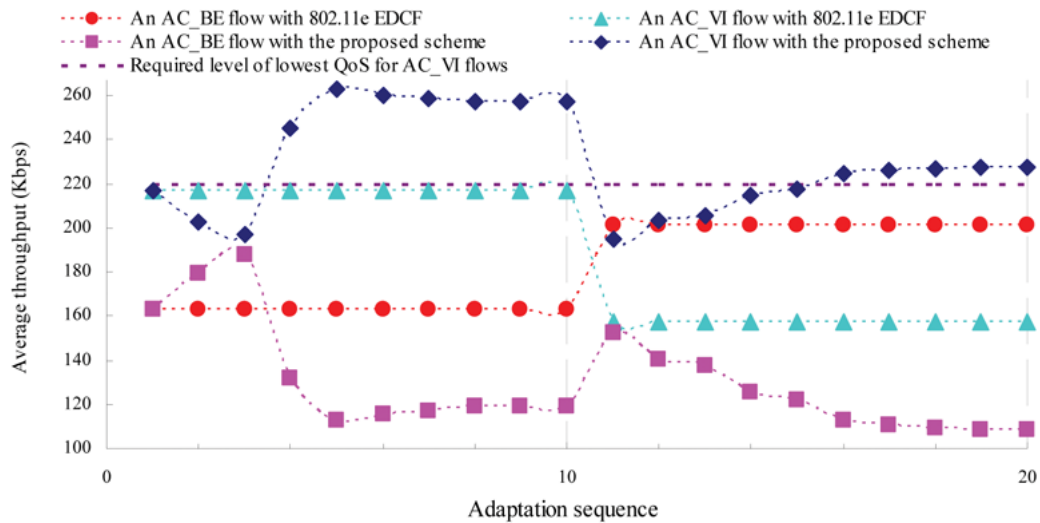 An AC_BE flow with 802.11e EDCF
An AC_VI flow with 802.11e EDCF
An AC_BE flow with the proposed scheme
An AC_VI flow with the proposed scheme
Required level of lowest QoS for AC_VI flows
260
240
220
200
180
160
140
120
100
Average throughput (Kbps)
0
10
20
Adaptation sequence